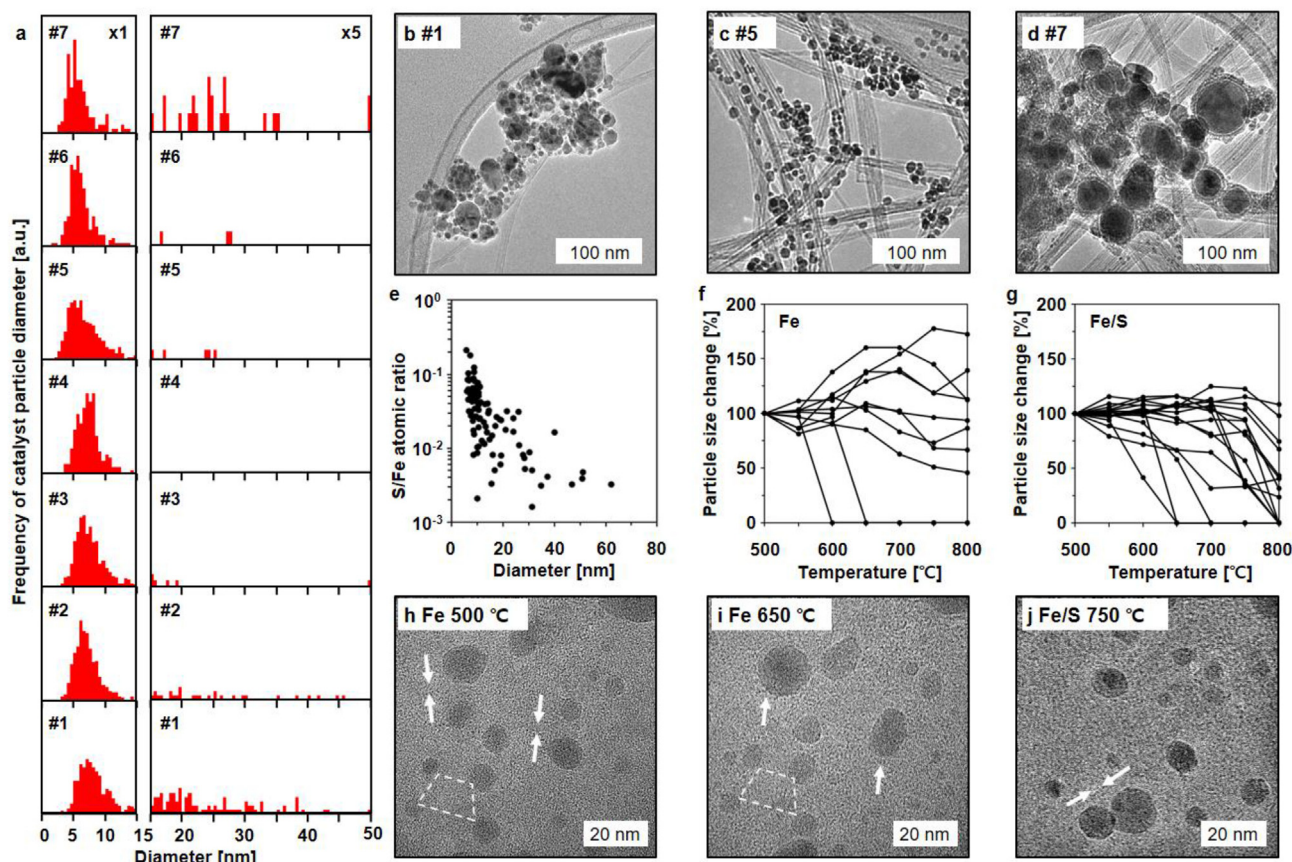 a
Frequency of catalyst particle diameter [a.u.]
#7 x1
#7 x5
#6
#6
#5
#5
#4
#4
#3
#3
#2
#2
#1
#1
0 5 10 15 20 30 40 50
Diameter [nm]
b #1
100 nm
c #5
100 nm
d #7
100 nm
e
S/Fe atomic ratio
10⁰
10⁻¹
10⁻²
10⁻³
0 20 40 60 80
Diameter [nm]
f
Fe
Particle size change [%]
200
150
100
50
0
500 600 700 800
Temperature [℃]
g
Fe/S
Particle size change [%]
200
150
100
50
0
500 600 700 800
Temperature [℃]
h Fe 500 ℃
20 nm
i Fe 650 ℃
20 nm
j Fe/S 750 ℃
20 nm